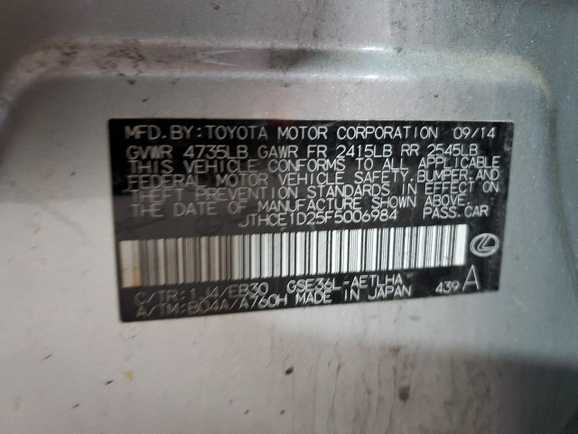 MFD. BY: TOYOTA MOTOR CORPORATION 09/14
GVWR 4735LB GAWR FR 2415LB RR 2545LB
THIS VEHICLE CONFORMS TO ALL APPLICABLE
FEDERAL MOTOR VEHICLE SAFETY, BUMPER, AND
THEFT PREVENTION STANDARDS IN EFFECT ON
THE DATE OF MANUFACTURE SHOWN ABOVE.
JTHCE1D25F5006984 PASS. CAR
C/TR: 1J4/EB30 GSE36L-AETLHA
A/TM: B04A/A760H MADE IN JAPAN 439 A